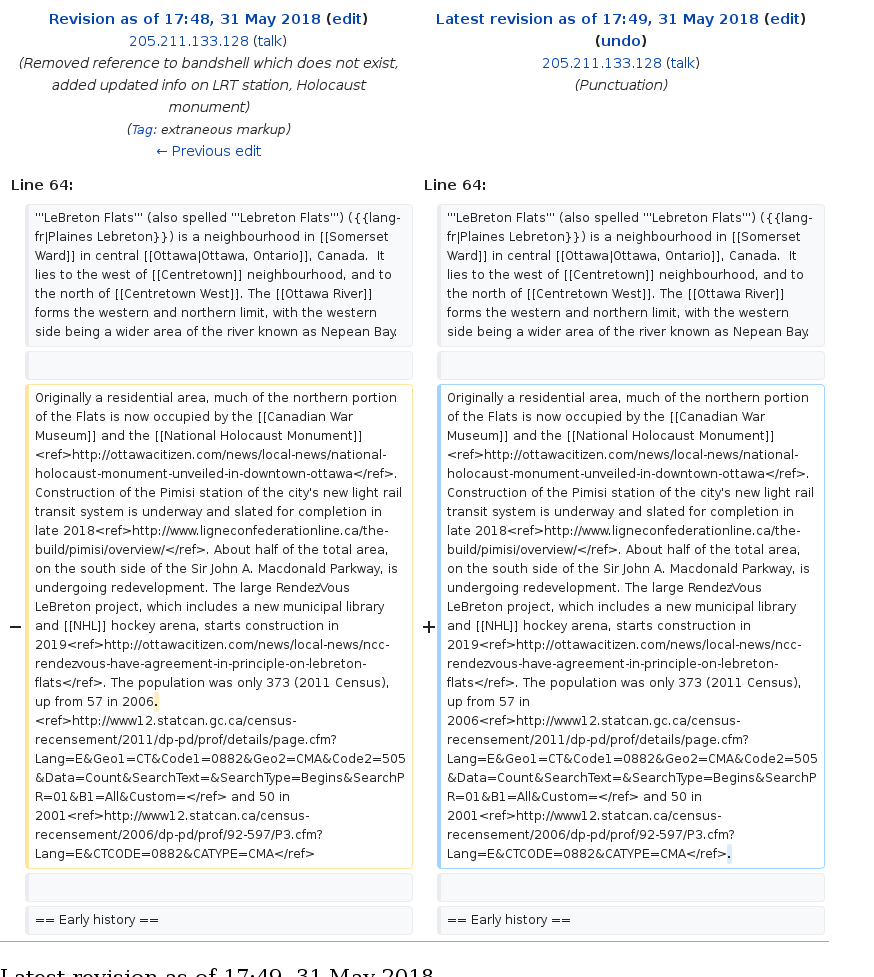 Revision as of 17:48, 31 May 2018 (edit)
205.211.133.128 (talk)
(Removed reference to bandshell which does not exist,
added updated info on LRT station, Holocaust
monument)
(Tag: extraneous markup)
← Previous edit
Latest revision as of 17:49, 31 May 2018 (edit)
(undo)
205.211.133.128 (talk)
(Punctuation)
Line 64:
Line 64:
'''LeBreton Flats''' (also spelled '''Lebreton Flats''') ({{lang-
fr|Plaines Lebreton}}) is a neighbourhood in [[Somerset
Ward]] in central [[Ottawa|Ottawa, Ontario]], Canada.  It
lies to the west of [[Centretown]] neighbourhood, and to
the north of [[Centretown West]]. The [[Ottawa River]]
forms the western and northern limit, with the western
side being a wider area of the river known as Nepean Bay.
'''LeBreton Flats''' (also spelled '''Lebreton Flats''') ({{lang-
fr|Plaines Lebreton}}) is a neighbourhood in [[Somerset
Ward]] in central [[Ottawa|Ottawa, Ontario]], Canada.  It
lies to the west of [[Centretown]] neighbourhood, and to
the north of [[Centretown West]]. The [[Ottawa River]]
forms the western and northern limit, with the western
side being a wider area of the river known as Nepean Bay.
−
Originally a residential area, much of the northern portion
of the Flats is now occupied by the [[Canadian War
Museum]] and the [[National Holocaust Monument]]
<ref>http://ottawacitizen.com/news/local-news/national-
holocaust-monument-unveiled-in-downtown-ottawa</ref>.
Construction of the Pimisi station of the city's new light rail
transit system is underway and slated for completion in
late 2018<ref>http://www.ligneconfederationline.ca/the-
build/pimisi/overview/</ref>. About half of the total area,
on the south side of the Sir John A. Macdonald Parkway, is
undergoing redevelopment. The large RendezVous
LeBreton project, which includes a new municipal library
and [[NHL]] hockey arena, starts construction in
2019<ref>http://ottawacitizen.com/news/local-news/ncc-
rendezvous-have-agreement-in-principle-on-lebreton-
flats</ref>. The population was only 373 (2011 Census),
up from 57 in 2006.
<ref>http://www12.statcan.gc.ca/census-
recensement/2011/dp-pd/prof/details/page.cfm?
Lang=E&Geo1=CT&Code1=0882&Geo2=CMA&Code2=505
&Data=Count&SearchText=&SearchType=Begins&SearchP
R=01&B1=All&Custom=</ref> and 50 in
2001<ref>http://www12.statcan.ca/census-
recensement/2006/dp-pd/prof/92-597/P3.cfm?
Lang=E&CTCODE=0882&CATYPE=CMA</ref>
+
Originally a residential area, much of the northern portion
of the Flats is now occupied by the [[Canadian War
Museum]] and the [[National Holocaust Monument]]
<ref>http://ottawacitizen.com/news/local-news/national-
holocaust-monument-unveiled-in-downtown-ottawa</ref>.
Construction of the Pimisi station of the city's new light rail
transit system is underway and slated for completion in
late 2018<ref>http://www.ligneconfederationline.ca/the-
build/pimisi/overview/</ref>. About half of the total area,
on the south side of the Sir John A. Macdonald Parkway, is
undergoing redevelopment. The large RendezVous
LeBreton project, which includes a new municipal library
and [[NHL]] hockey arena, starts construction in
2019<ref>http://ottawacitizen.com/news/local-news/ncc-
rendezvous-have-agreement-in-principle-on-lebreton-
flats</ref>. The population was only 373 (2011 Census),
up from 57 in
2006<ref>http://www12.statcan.gc.ca/census-
recensement/2011/dp-pd/prof/details/page.cfm?
Lang=E&Geo1=CT&Code1=0882&Geo2=CMA&Code2=505
&Data=Count&SearchText=&SearchType=Begins&SearchP
R=01&B1=All&Custom=</ref> and 50 in
2001<ref>http://www12.statcan.ca/census-
recensement/2006/dp-pd/prof/92-597/P3.cfm?
Lang=E&CTCODE=0882&CATYPE=CMA</ref>.
== Early history ==
== Early history ==
Latest revision as of 17:49, 31 May 2018